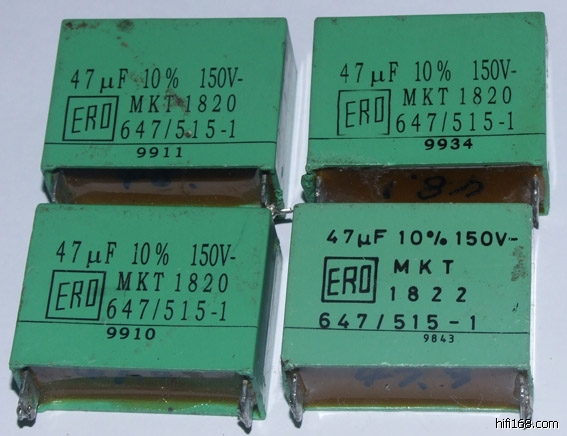 47µF 10% 150V-
ERO MKT 1820
647/515-1
9911
47µF 10% 150V-
ERO MKT 1820
647/515-1
9934
47µF 10% 150V-
ERO MKT 1820
647/515-1
9910
47µF 10% 150V-
ERO MKT
1822
647/515-1
9843
hifi168.com